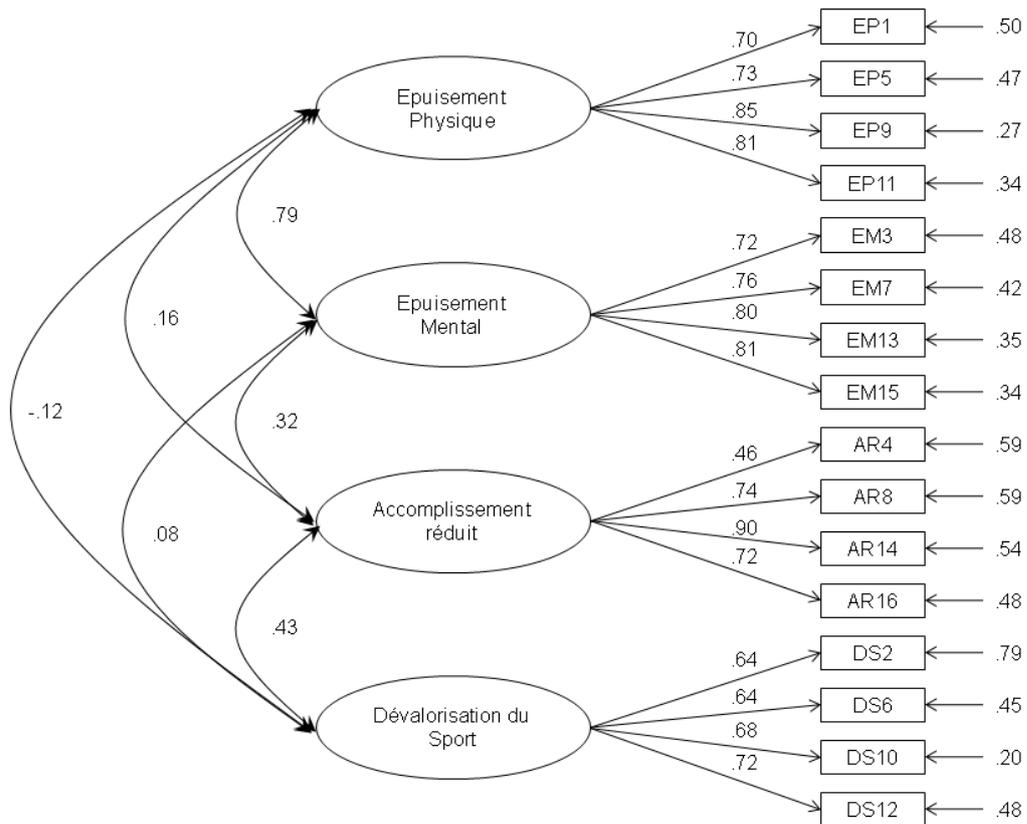 EP1
.50
.70
Epuisement
Physique
.73
EP5
.47
.85
EP9
.27
.81
EP11
.34
.79
.72
EM3
.48
Epuisement
Mental
.76
EM7
.42
.80
EM13
.35
.81
EM15
.34
.16
-.12
.32
.46
AR4
.59
Accomplissement
réduit
.74
AR8
.59
.90
AR14
.54
.72
AR16
.48
.08
.43
.64
DS2
.79
Dévalorisation du
Sport
.64
DS6
.45
.68
DS10
.20
.72
DS12
.48